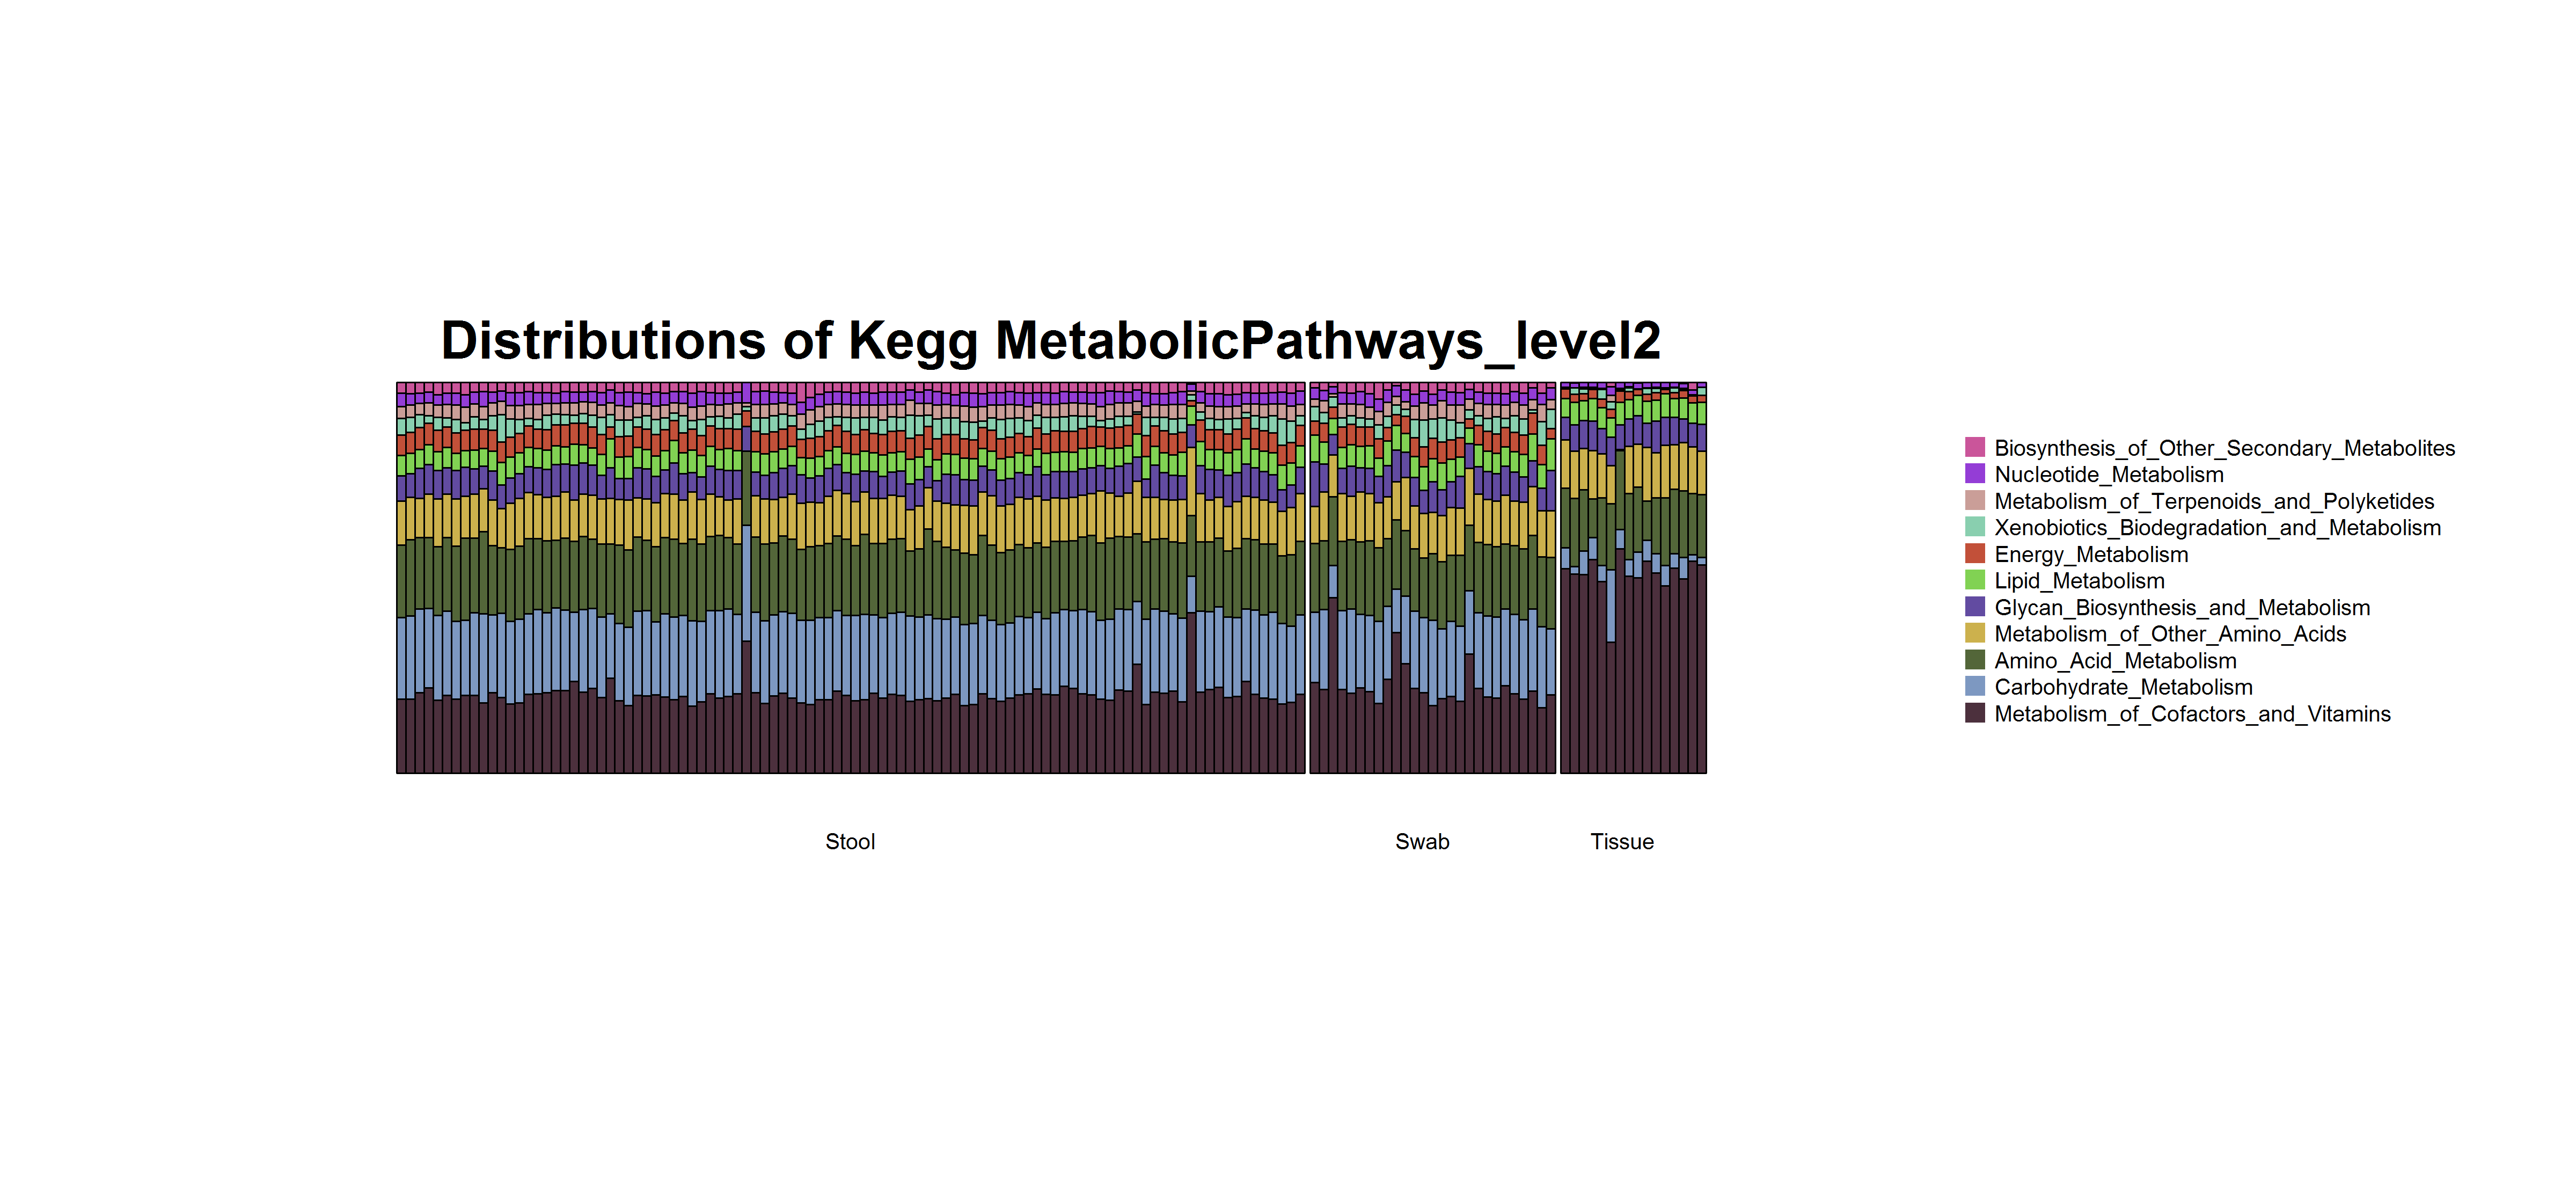 Distributions of Kegg MetabolicPathways_level2
Biosynthesis_of_Other_Secondary_Metabolites
Nucleotide_Metabolism
Metabolism_of_Terpenoids_and_Polyketides
Xenobiotics_Biodegradation_and_Metabolism
Energy_Metabolism
Lipid_Metabolism
Glycan_Biosynthesis_and_Metabolism
Metabolism_of_Other_Amino_Acids
Amino_Acid_Metabolism
Carbohydrate_Metabolism
Metabolism_of_Cofactors_and_Vitamins
Stool Swab Tissue